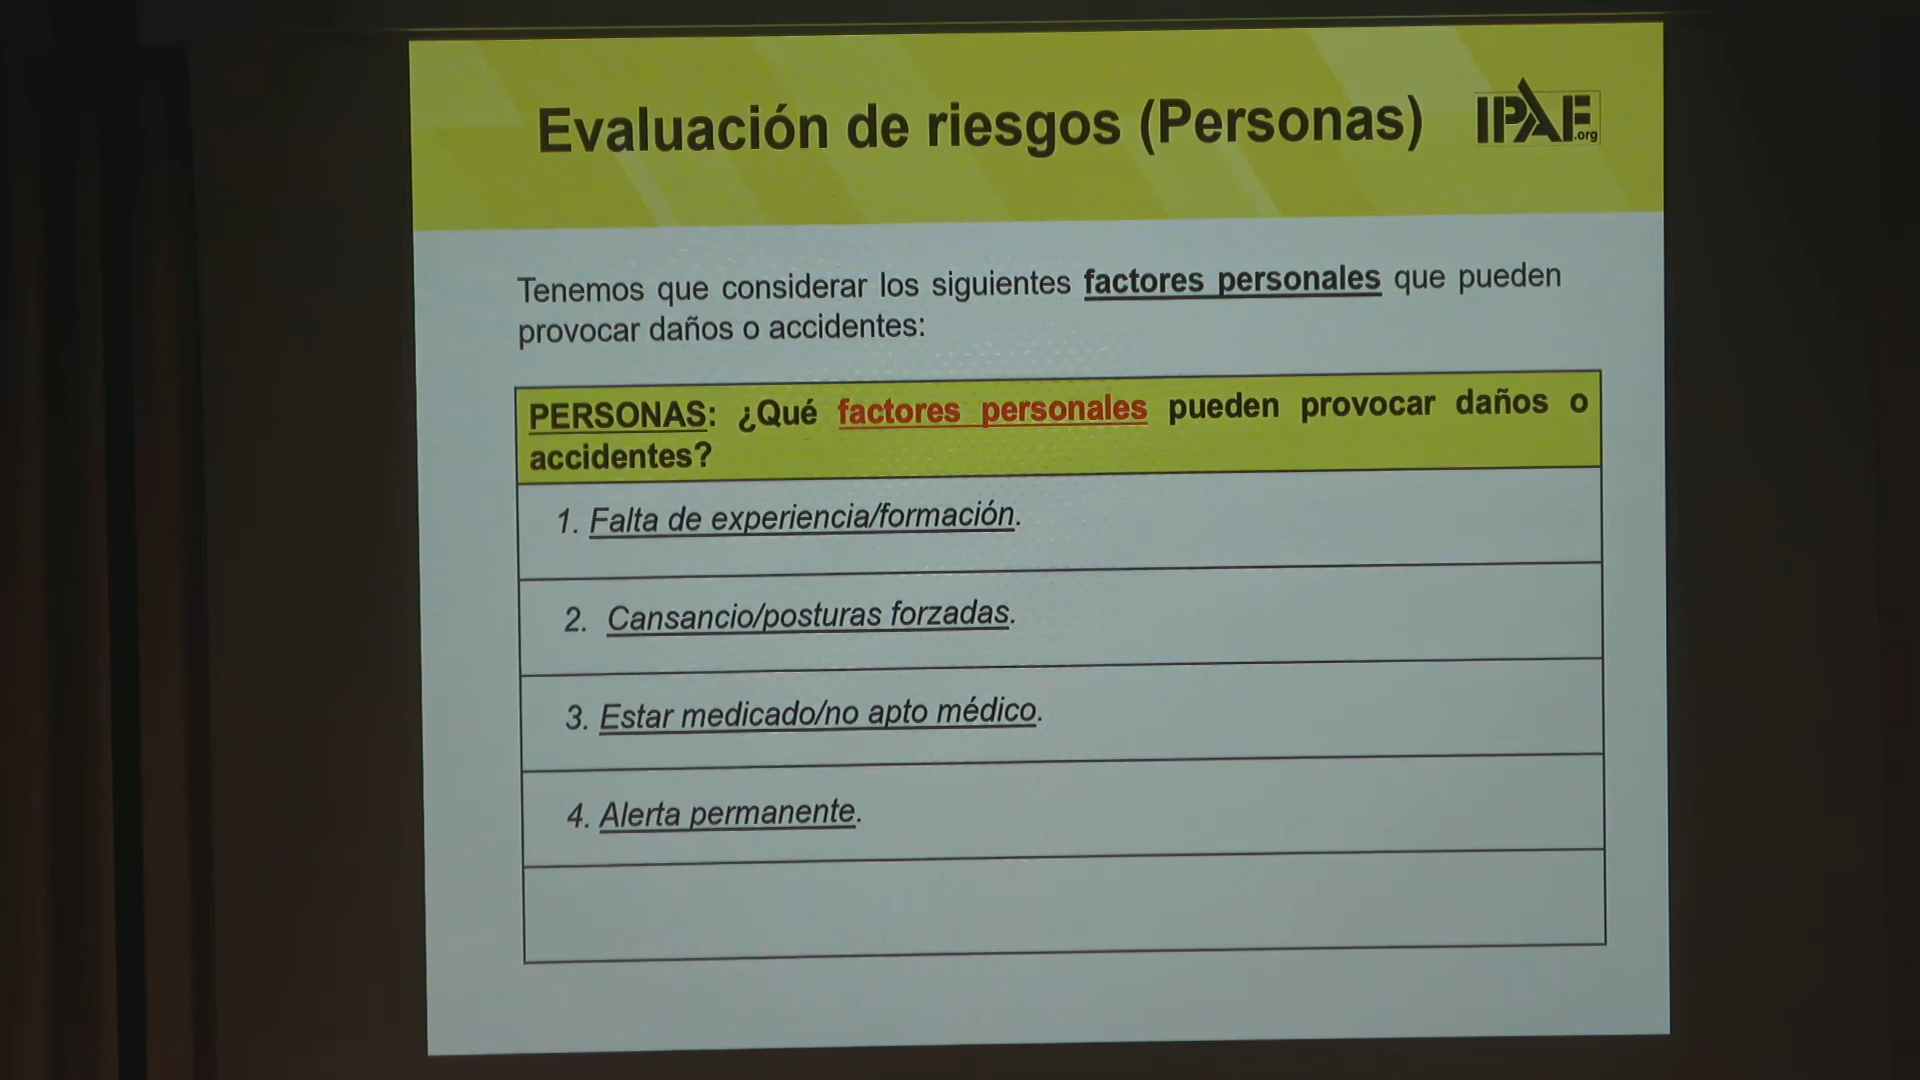 Evaluación de riesgos (Personas)
IPAF.org
Tenemos que considerar los siguientes factores personales que pueden
provocar daños o accidentes:
PERSONAS: ¿Qué factores personales pueden provocar daños o
accidentes?
1. Falta de experiencia/formación.
2. Cansancio/posturas forzadas.
3. Estar medicado/no apto médico.
4. Alerta permanente.